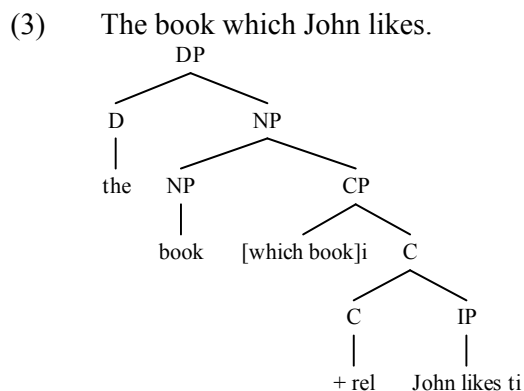 (3) The book which John likes.
DP
D NP
the NP CP
book [which book]i C
C IP
+ rel John likes ti